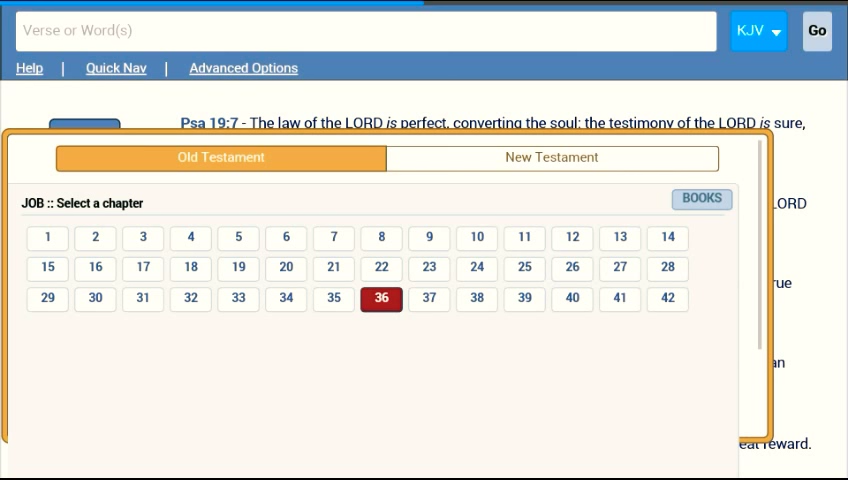 Verse or Word(s) KJV Go
Help | Quick Nav | Advanced Options
Psa 19:7 - The law of the LORD is perfect, converting the soul: the testimony of the LORD is sure,
Old Testament New Testament
JOB :: Select a chapter BOOKS
LORD
1 2 3 4 5 6 7 8 9 10 11 12 13 14
15 16 17 18 19 20 21 22 23 24 25 26 27 28
rue
29 30 31 32 33 34 35 36 37 38 39 40 41 42
an
eat reward.